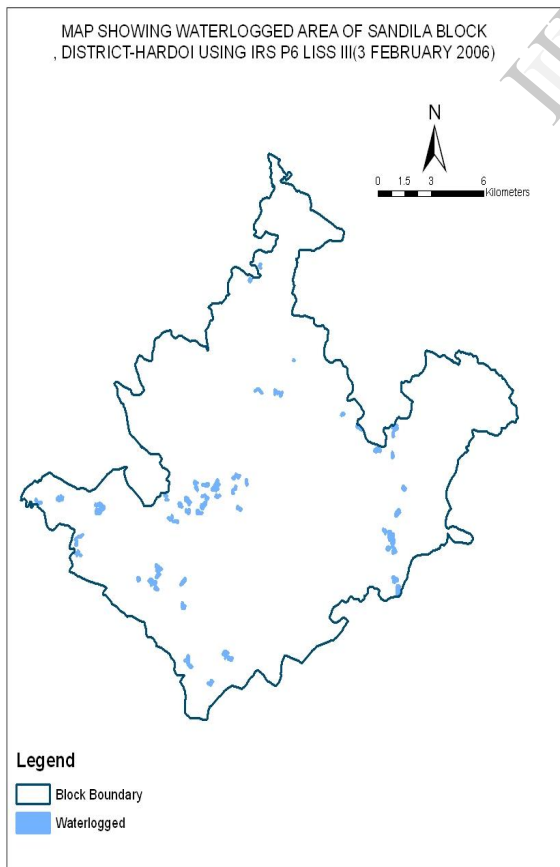 MAP SHOWING WATERLOGGED AREA OF SANDILA BLOCK
, DISTRICT-HARDOI USING IRS P6 LISS III(3 FEBRUARY 2006)
N
0 1.5 3 6
Kilometers
Legend
Block Boundary
Waterlogged